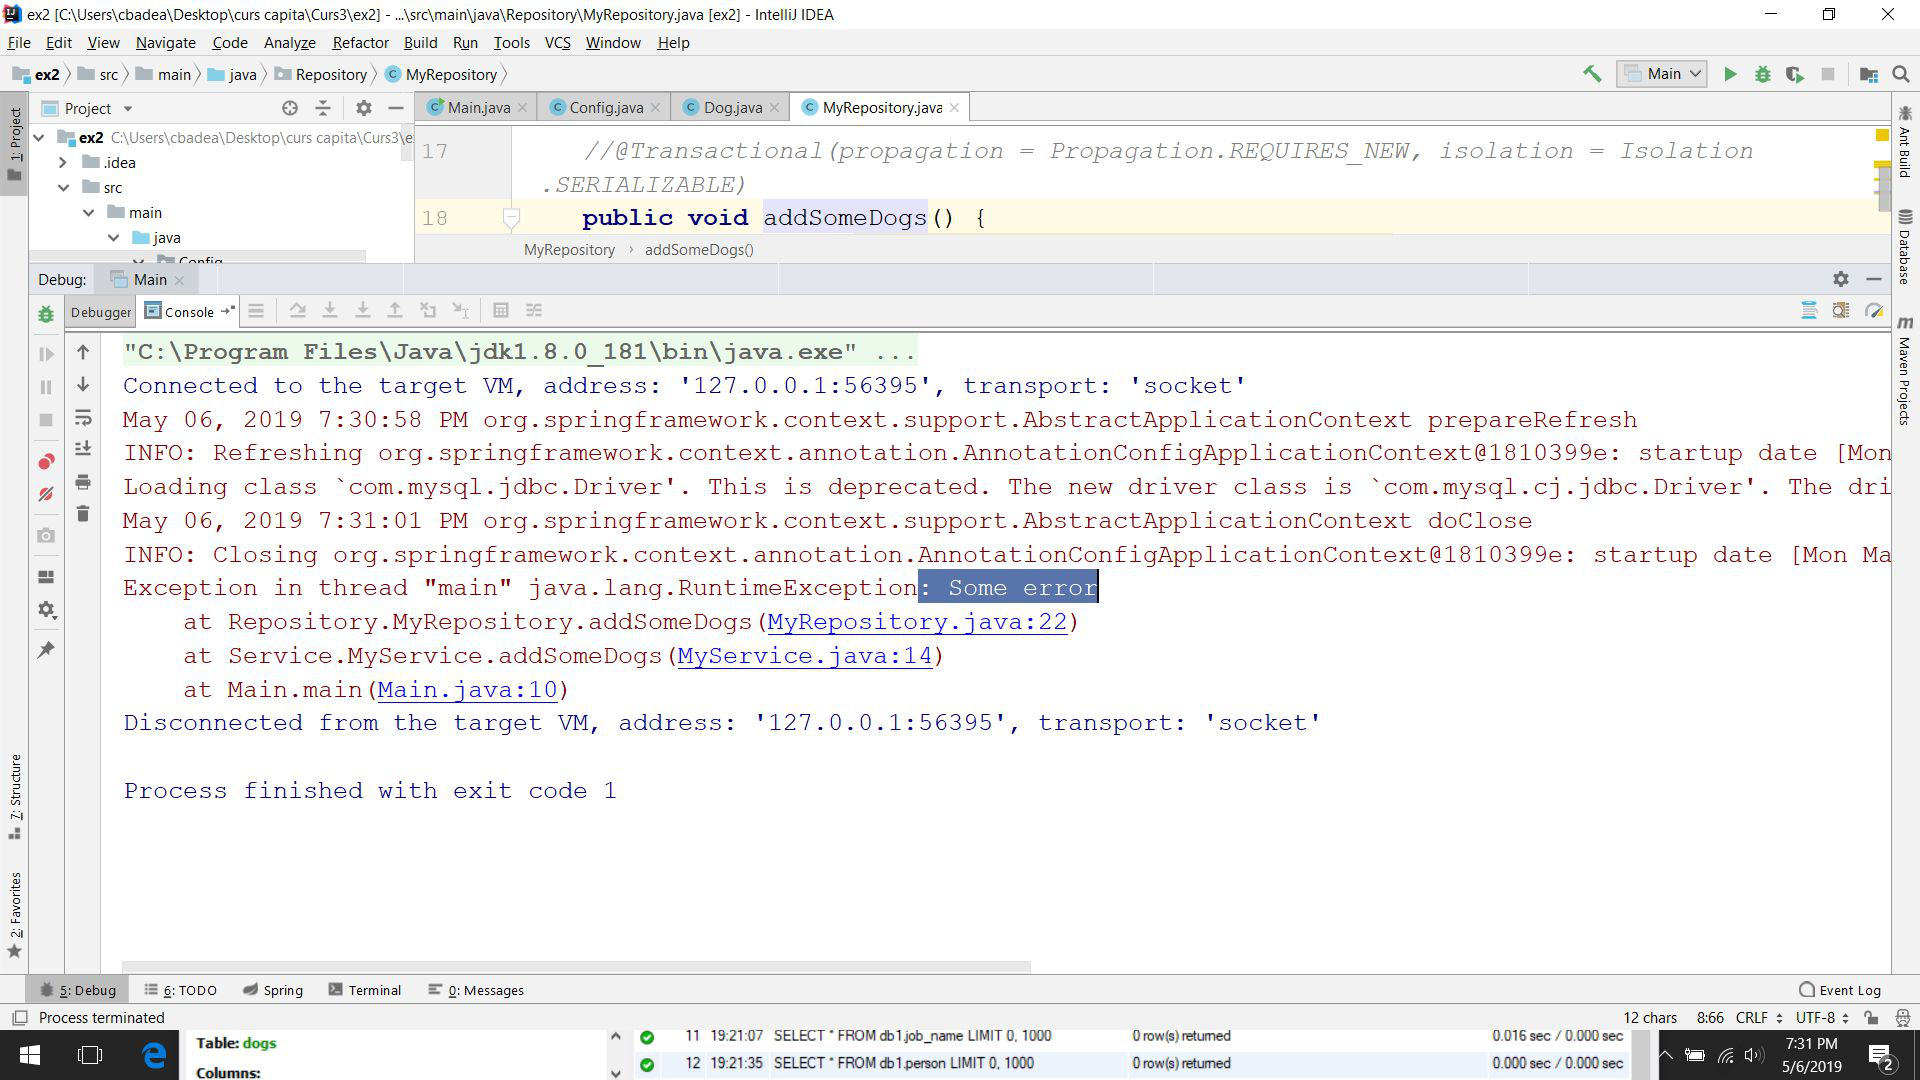 ex2 [C:\Users\cbadea\Desktop\curs capita\Curs3\ex2] - ...\src\main\java\Repository\MyRepository.java [ex2] - IntelliJ IDEA
File Edit View Navigate Code Analyze Refactor Build Run Tools VCS Window Help
ex2 src main java Repository MyRepository
Main
Project
Main.java Config.java Dog.java MyRepository.java
1: Project
ex2 C:\Users\cbadea\Desktop\curs capita\Curs3\e
.idea
src
main
java
Config
17 //@Transactional(propagation = Propagation.REQUIRES_NEW, isolation = Isolation
.SERIALIZABLE)
18 public void addSomeDogs() {
MyRepository › addSomeDogs()
Ant Build
Database
Maven Projects
Debug: Main
Debugger Console
"C:\Program Files\Java\jdk1.8.0_181\bin\java.exe" ...
Connected to the target VM, address: '127.0.0.1:56395', transport: 'socket'
May 06, 2019 7:30:58 PM org.springframework.context.support.AbstractApplicationContext prepareRefresh
INFO: Refreshing org.springframework.context.annotation.AnnotationConfigApplicationContext@1810399e: startup date [Mon
Loading class `com.mysql.jdbc.Driver'. This is deprecated. The new driver class is `com.mysql.cj.jdbc.Driver'. The dri
May 06, 2019 7:31:01 PM org.springframework.context.support.AbstractApplicationContext doClose
INFO: Closing org.springframework.context.annotation.AnnotationConfigApplicationContext@1810399e: startup date [Mon Ma
Exception in thread "main" java.lang.RuntimeException: Some error
at Repository.MyRepository.addSomeDogs(MyRepository.java:22)
at Service.MyService.addSomeDogs(MyService.java:14)
at Main.main(Main.java:10)
Disconnected from the target VM, address: '127.0.0.1:56395', transport: 'socket'
Process finished with exit code 1
7: Structure
2: Favorites
5: Debug 6: TODO Spring Terminal 0: Messages Event Log
Process terminated 12 chars 8:66 CRLF UTF-8
Table: dogs
Columns:
11 19:21:07 SELECT * FROM db1.job_name LIMIT 0, 1000 0 row(s) returned 0.016 sec / 0.000 sec
12 19:21:35 SELECT * FROM db1.person LIMIT 0, 1000 0 row(s) returned 0.000 sec / 0.000 sec
7:31 PM
5/6/2019
2